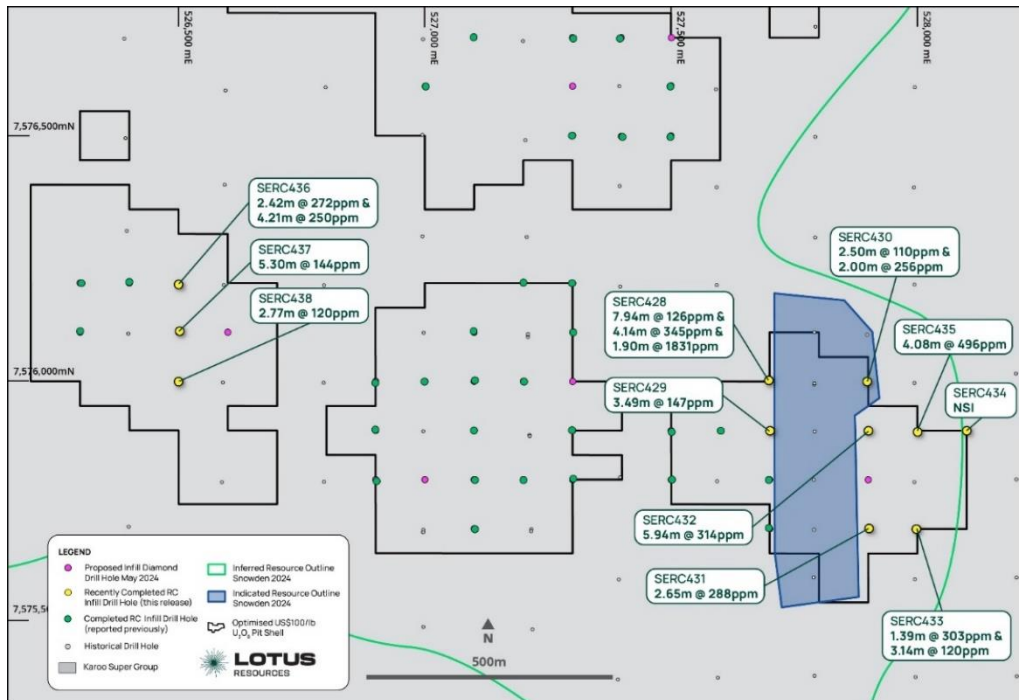 526,500 mE
527,000 mE
527,500 mE
528,000 mE
7,576,500mN
SERC436
2.42m @ 272ppm &
4.21m @ 250ppm
SERC437
5.30m @ 144ppm
SERC438
2.77m @ 120ppm
SERC430
2.50m @ 110ppm &
2.00m @ 256ppm
SERC428
7.94m @ 126ppm &
4.14m @ 345ppm &
1.90m @ 1831ppm
SERC435
4.08m @ 496ppm
7,576,000mN
SERC429
3.49m @ 147ppm
SERC434
NSI
SERC432
5.94m @ 314ppm
SERC431
2.65m @ 288ppm
SERC433
1.39m @ 303ppm &
3.14m @ 120ppm
7,575,5
LEGEND
Proposed Infill Diamond
Drill Hole May 2024
Recently Completed RC
Infill Drill Hole (this release)
Completed RC Infill Drill Hole
(reported previously)
Historical Drill Hole
Karoo Super Group
Inferred Resource Outline
Snowden 2024
Indicated Resource Outline
Snowden 2024
Optimised US$100/lb
U₃O₈ Pit Shell
LOTUS
RESOURCES
N
500m